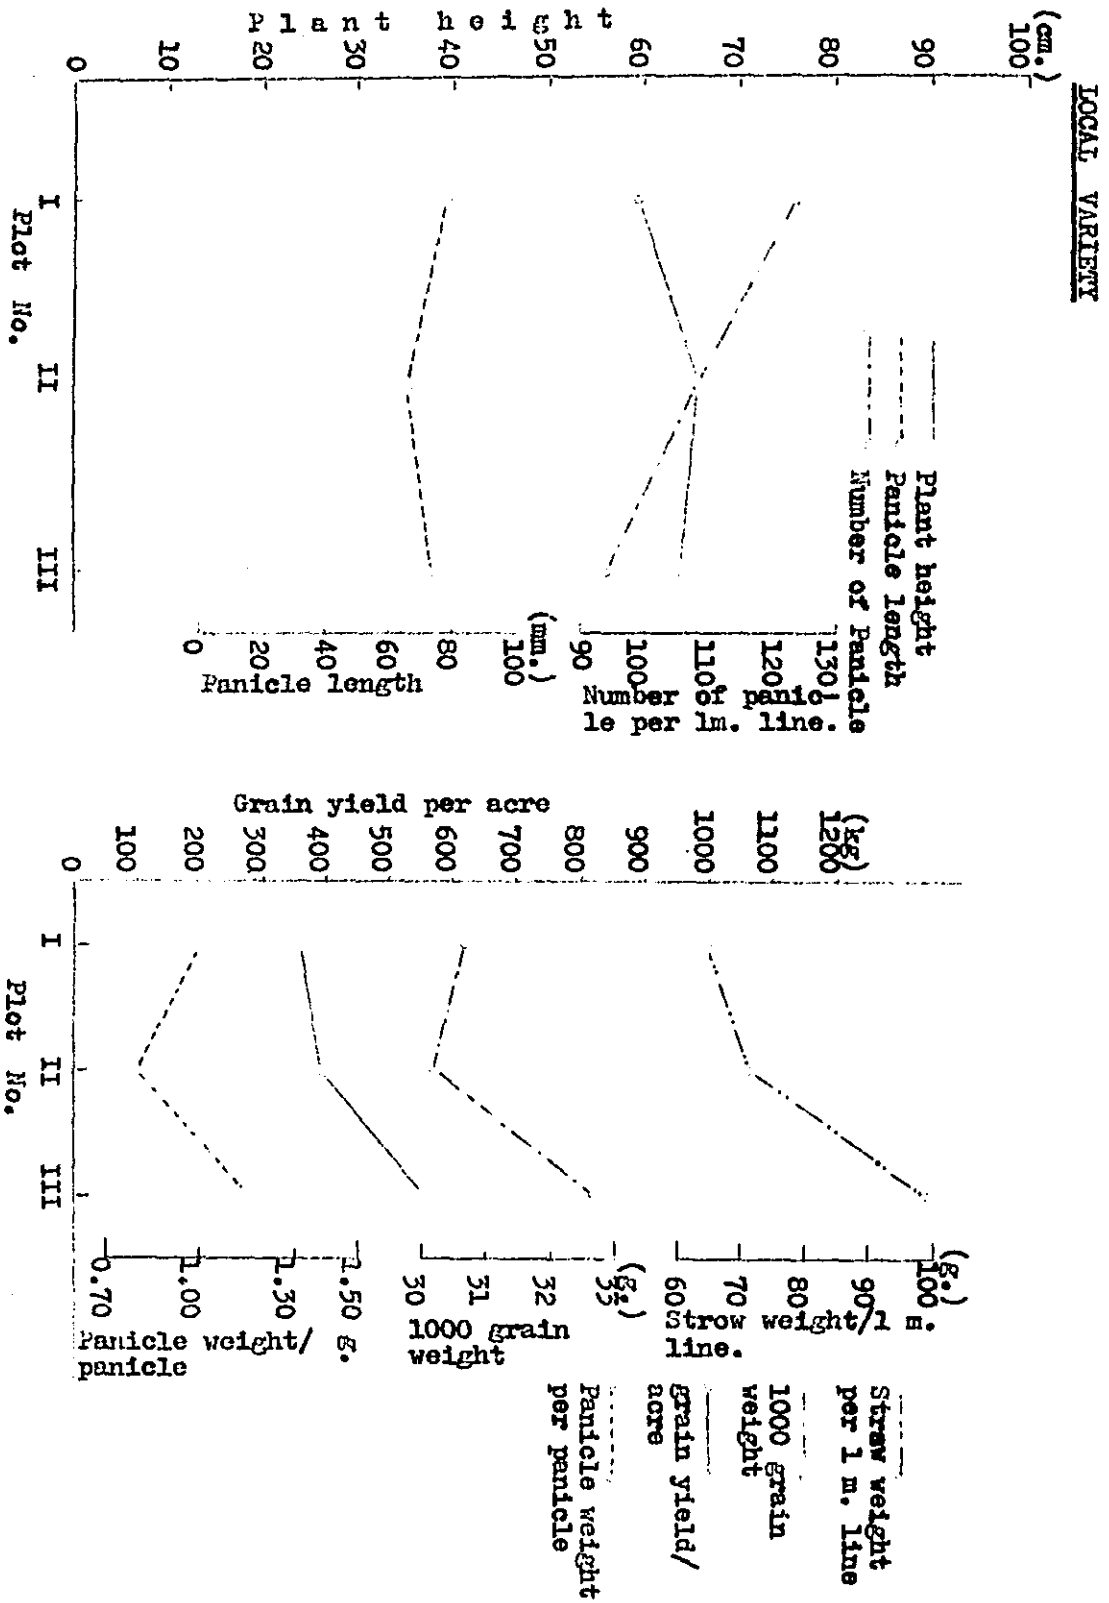 LOCAL VARIETY
(cm.)
100
90
80
70
60
50
40
30
20
10
0
Plant height
I
II
III
Plot No.
Plant height
Panicle length
Number of Panicle
(mm.)
0 20 40 60 80 100
Panicle length
90 100 110 120 130
Number of panic-
le per 1m. line.
Grain yield per acre
(kg)
1200
1100
1000
900
800
700
600
500
400
300
200
100
0
I
II
III
Plot No.
0.70 1.00 1.30 1.50 g.
Panicle weight/
panicle
30 31 32 33 (g.)
1000 grain
weight
60 70 80 90 100 (g.)
Strow weight/1 m.
line.
Straw weight
per 1 m. line
1000 grain
weight
grain yield/
acre
Panicle weight
per panicle